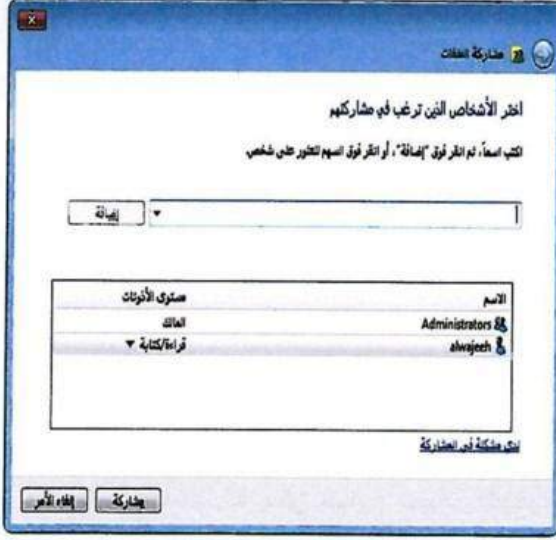 مشاركة الملفات
اختر الأشخاص الذين ترغب في مشاركتهم
اكتب اسماً، ثم انقر فوق "إضافة"، أو انقر فوق السهم للعثور على شخص.
إضافة
الاسم مستوى الأذونات
Administrators المالك
alwajeeh قراءة/كتابة
لدي مشكلة في المشاركة
مشاركة إلغاء الأمر